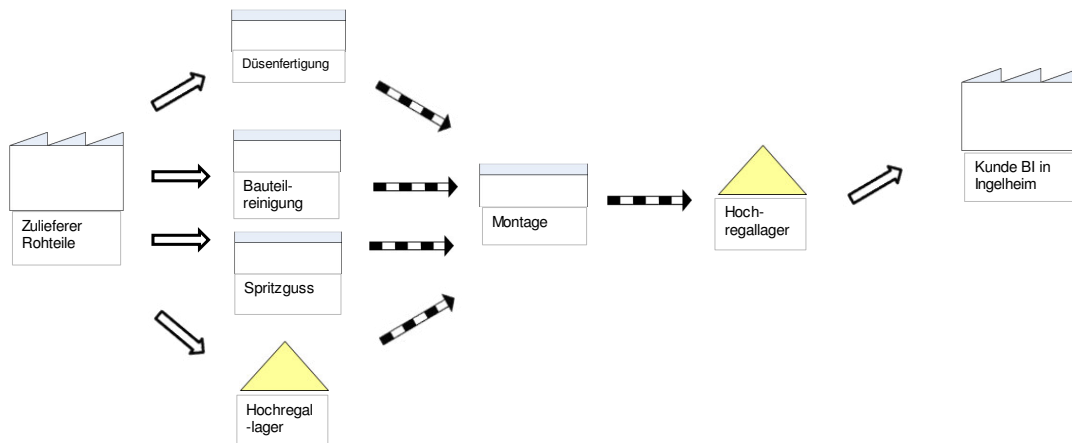 Düsenfertigung
Zulieferer
Rohteile
Bauteil-
reinigung
Spritzguss
Hochregal
-lager
Montage
Hoch-
regallager
Kunde BI in
Ingelheim